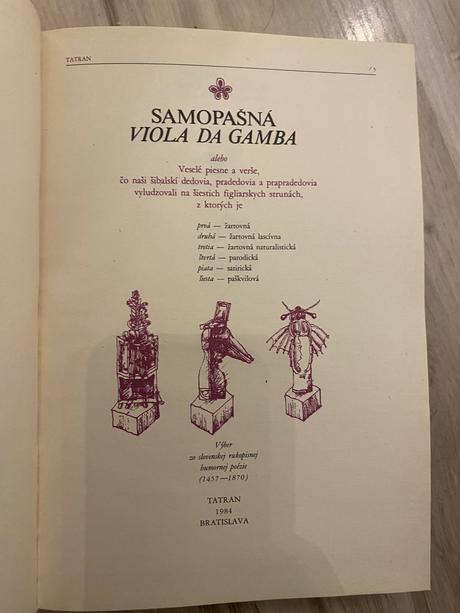 TATRAN
/5
SAMOPAŠNÁ
VIOLA DA GAMBA
alebo
Veselé piesne a verše,
čo naši šibalskí dedovia, pradedovia a prapradedovia
vyludzovali na šiestich figliarskych strunách,
z ktorých je
prvá — žartovná
druhá — žartovná lascívna
tretia — žartovná naturalistická
štvrtá — parodická
piata — satirická
šiesta — paškvilová
Výber
zo slovenskej rukopisnej
humornej poézie
(1457—1870)
TATRAN
1984
BRATISLAVA